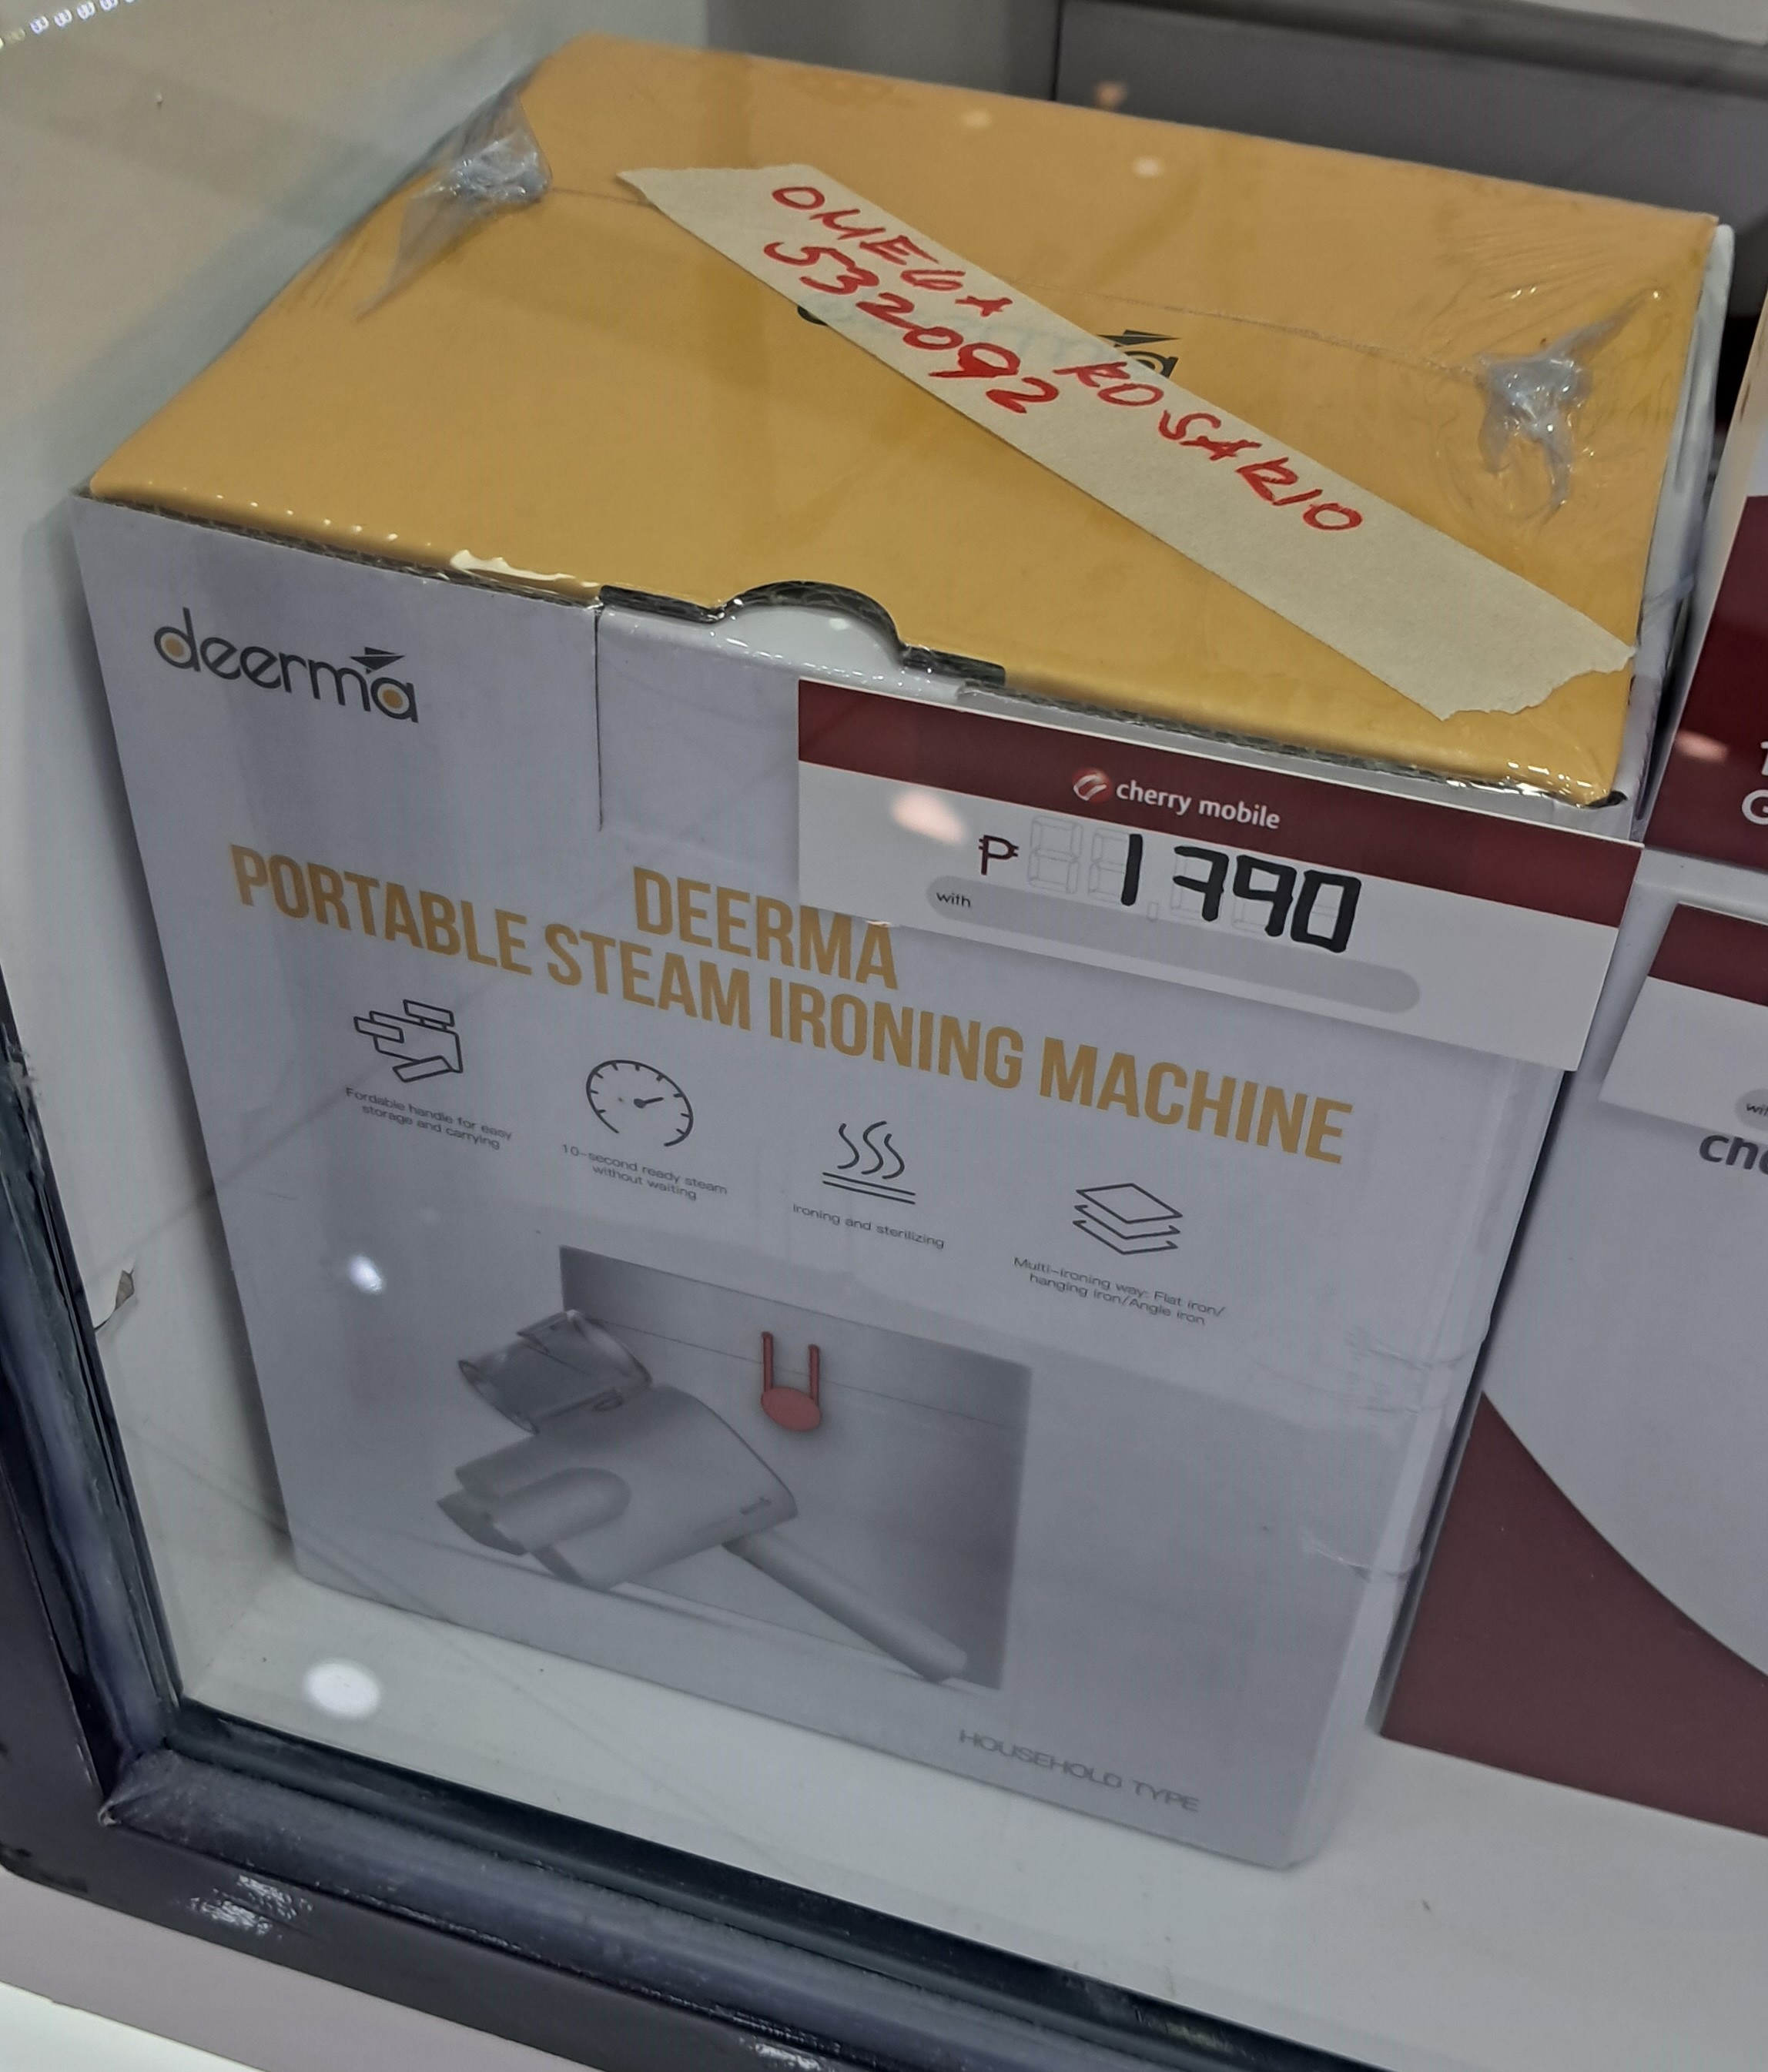 OMEGA ROSARIO
532092
deerma
cherry mobile
₱ 1,790
with
DEERMA
PORTABLE STEAM IRONING MACHINE
Fordable handle for easy
storage and carrying
10-second ready steam
without waiting
Ironing and sterilizing
Multi-ironing way: Flat iron/
hanging iron/Angle iron
HOUSEHOLD TYPE